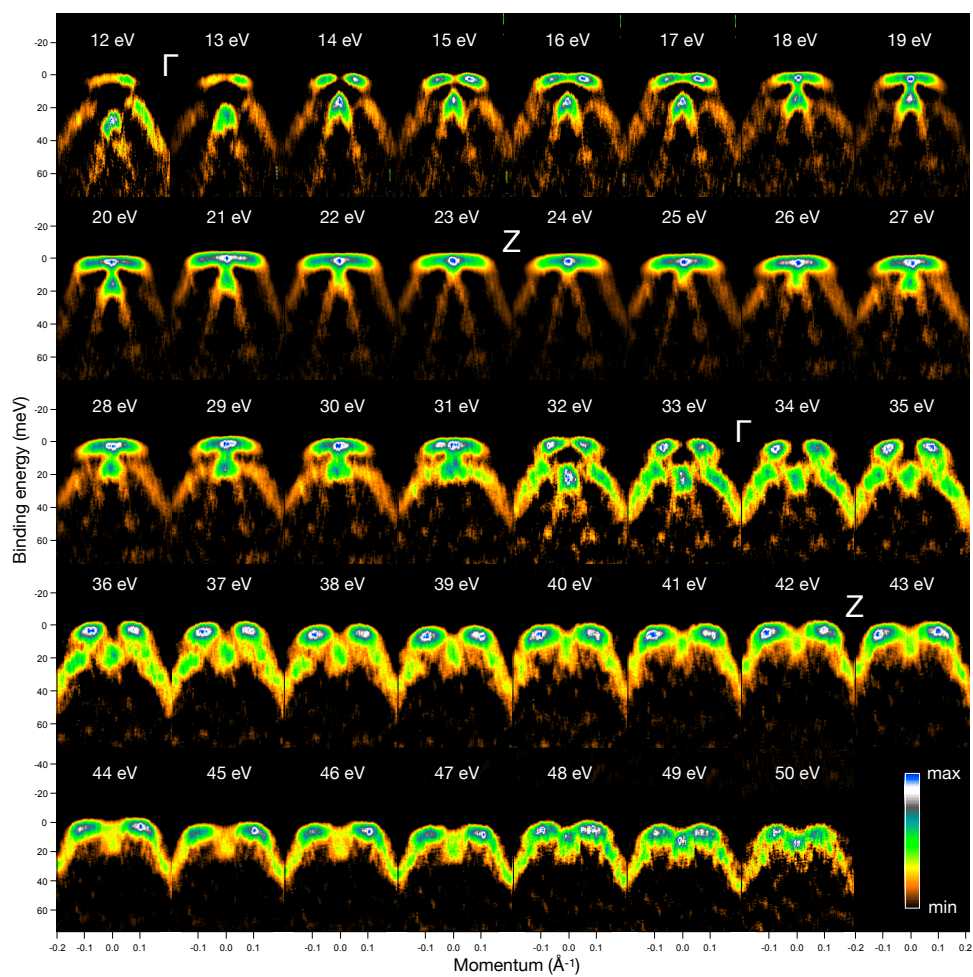 12 eV 13 eV 14 eV 15 eV 16 eV 17 eV 18 eV 19 eV
Γ
-20
0
20
40
60
20 eV 21 eV 22 eV 23 eV 24 eV 25 eV 26 eV 27 eV
Z
-20
0
20
40
60
28 eV 29 eV 30 eV 31 eV 32 eV 33 eV 34 eV 35 eV
Γ
-20
0
20
40
60
Binding energy (meV)
36 eV 37 eV 38 eV 39 eV 40 eV 41 eV 42 eV 43 eV
Z
-20
0
20
40
60
-40
44 eV 45 eV 46 eV 47 eV 48 eV 49 eV 50 eV
max
min
-20
0
20
40
60
-0.2 -0.1 0.0 0.1 -0.1 0.0 0.1 -0.1 0.0 0.1 -0.1 0.0 0.1 -0.1 0.0 0.1 -0.1 0.0 0.1 -0.1 0.0 0.1 -0.1 0.0 0.1 0.2
Momentum (Å⁻¹)